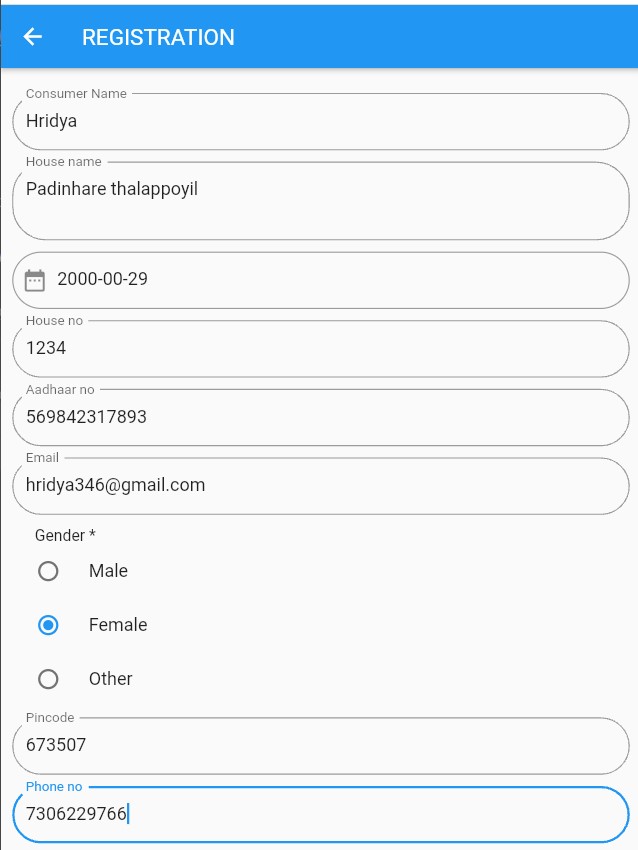 REGISTRATION
Consumer Name
Hridya
House name
Padinhare thalappoyil
2000-00-29
House no
1234
Aadhaar no
569842317893
Email
hridya346@gmail.com
Gender *
Male
Female
Other
Pincode
673507
Phone no
7306229766